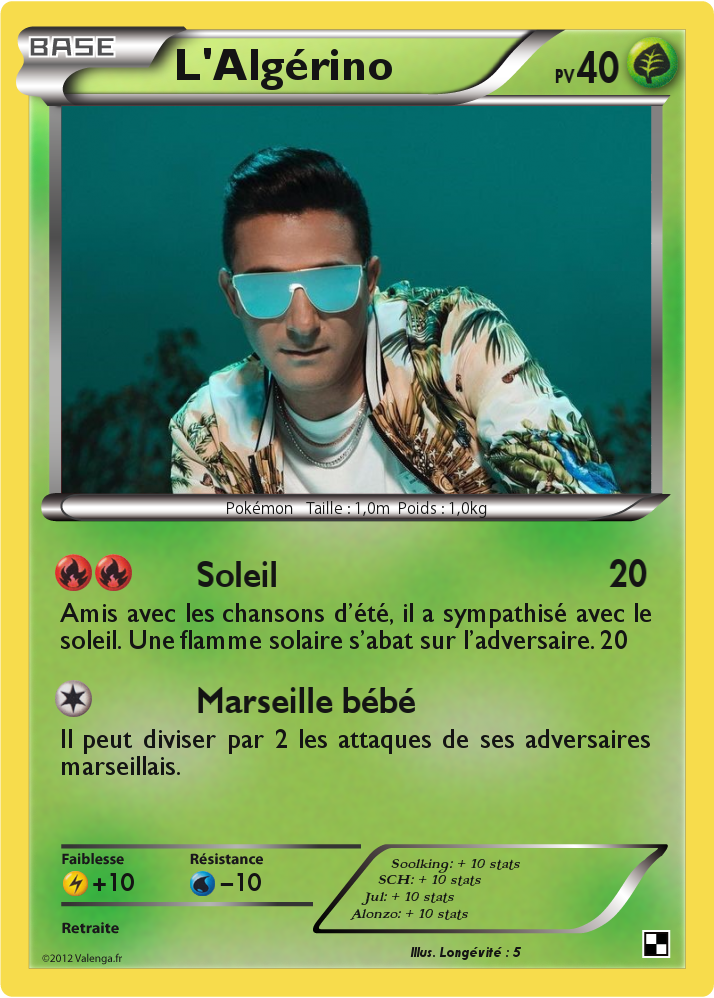 BASE
L'Algérino
PV 40
Pokémon Taille : 1,0m Poids : 1,0kg
Soleil 20
Amis avec les chansons d'été, il a sympathisé avec le
soleil. Une flamme solaire s'abat sur l'adversaire. 20
Marseille bébé
Il peut diviser par 2 les attaques de ses adversaires
marseillais.
Faiblesse Résistance
+10 −10
Soolking: + 10 stats
SCH: + 10 stats
Jul: + 10 stats
Alonzo: + 10 stats
Retraite
Illus. Longévité : 5
©2012 Valenga.fr